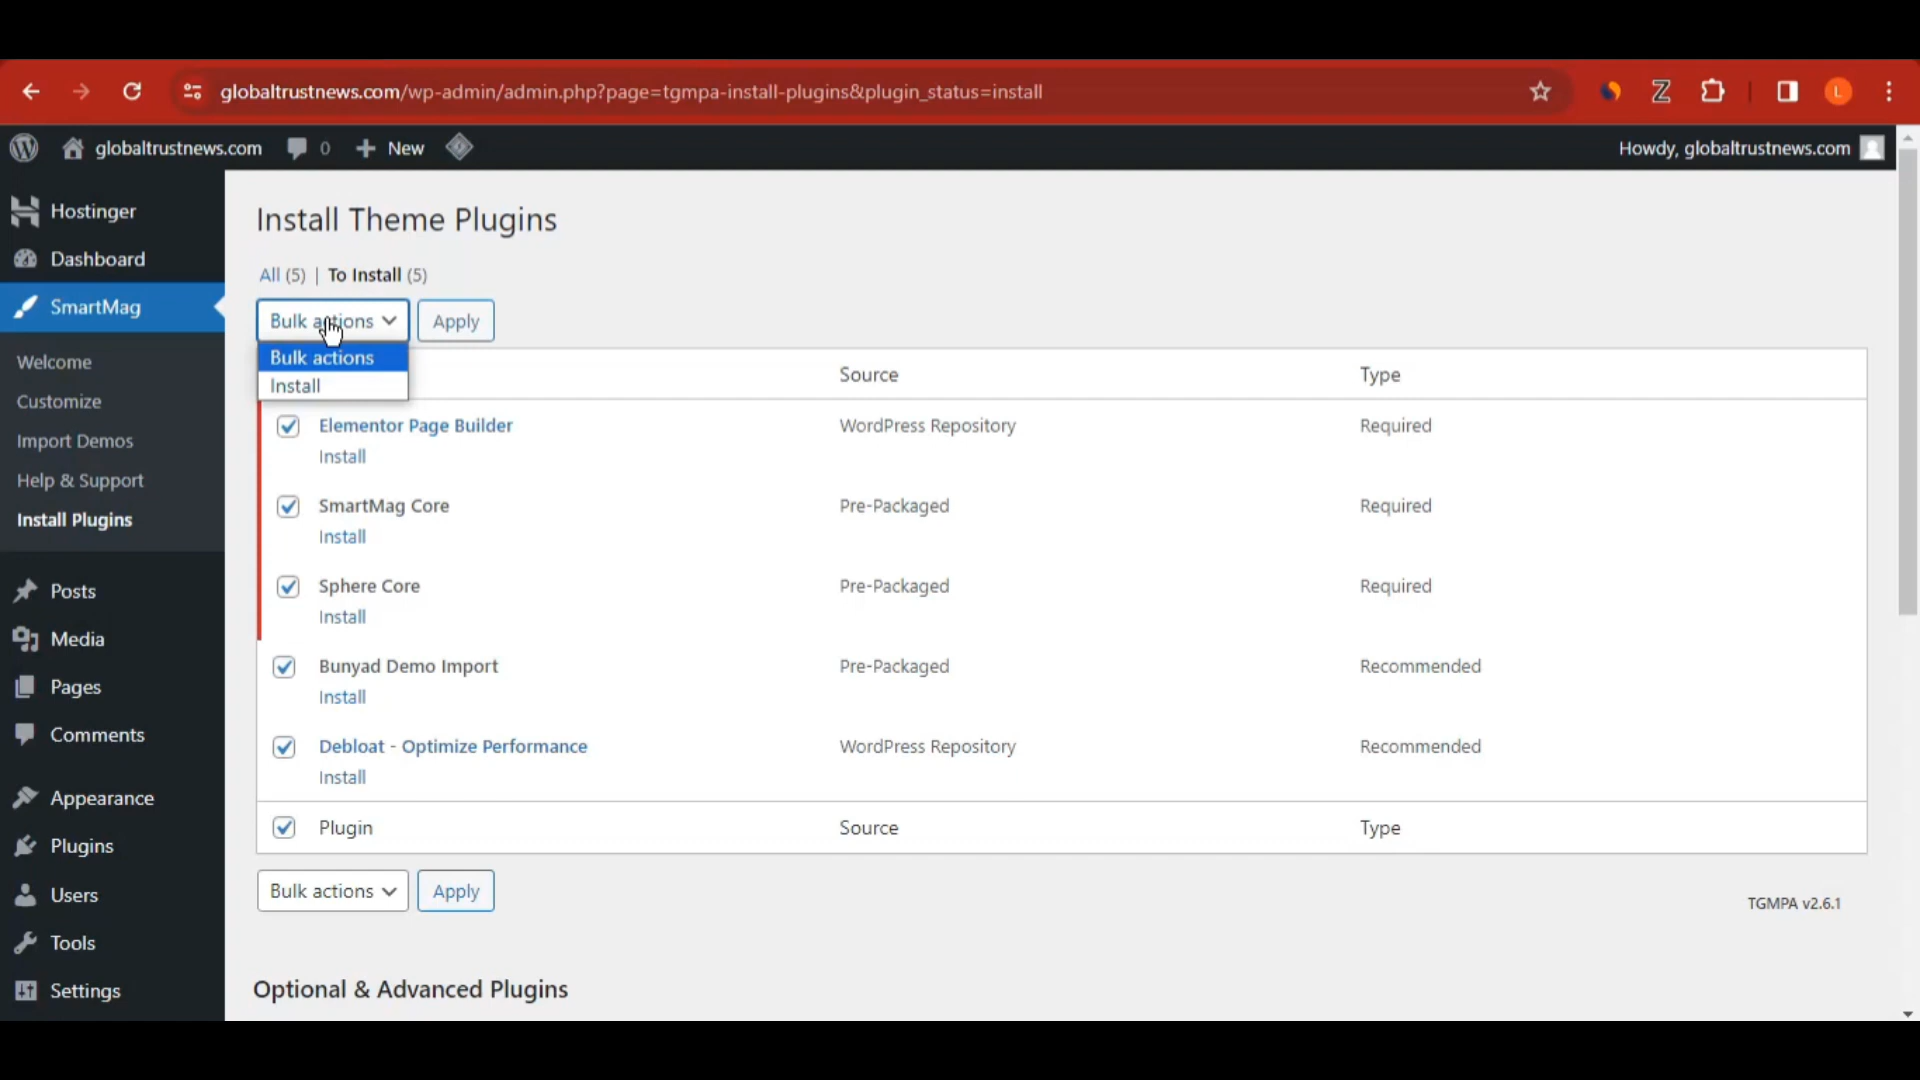 globaltrustnews.com/wp-admin/admin.php?page=tgmpa-install-plugins&plugin_status=install
L
globaltrustnews.com 0 New
Howdy, globaltrustnews.com
Hostinger
Dashboard
SmartMag
Welcome
Customize
Import Demos
Help & Support
Install Plugins
Posts
Media
Pages
Comments
Appearance
Plugins
Users
Tools
Settings
Install Theme Plugins
All (5) | To Install (5)
Bulk actions Apply
Bulk actions
Install
Source Type
Elementor Page Builder WordPress Repository Required
Install
SmartMag Core Pre-Packaged Required
Install
Sphere Core Pre-Packaged Required
Install
Bunyad Demo Import Pre-Packaged Recommended
Install
Debloat - Optimize Performance WordPress Repository Recommended
Install
Plugin Source Type
Bulk actions Apply
TGMPA v2.6.1
Optional & Advanced Plugins